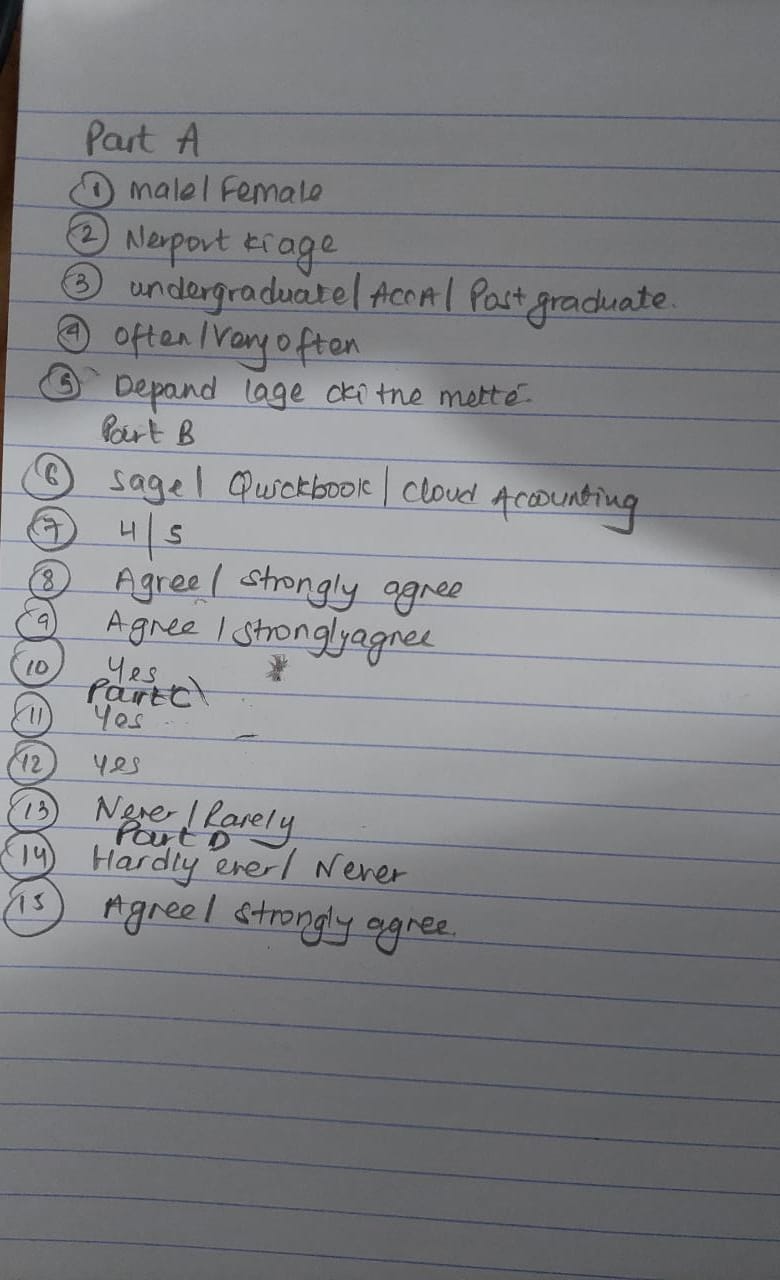 Part A
① male/Female
② Nerport ki age
③ undergraduate/ ACCA/ Post graduate.
④ often/Very often
⑤ Depand lage cki tne metté.
Part B
⑥ Sage/ Quickbook/ Cloud Accounting
⑦ 4/5
⑧ Agree/ strongly agree
⑨ Agree / stronglyagree
⑩ Yes
Part C
⑪ Yes
⑫ yes
⑬ Never / Rarely
Part D
⑭ Hardly ever/ Never
⑮ Agree/ strongly agree.